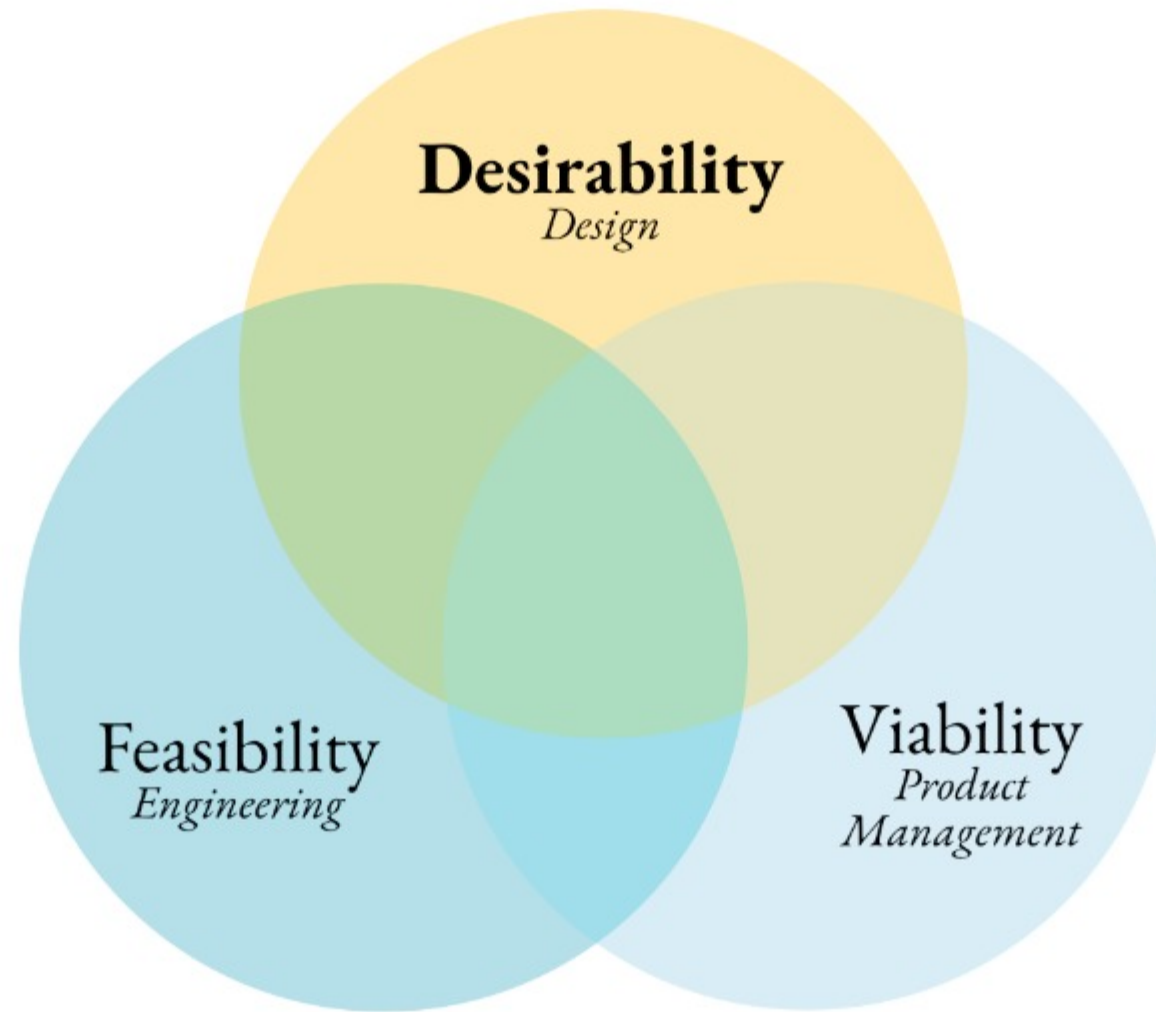 Desirability
Design
Feasibility
Engineering
Viability
Product
Management